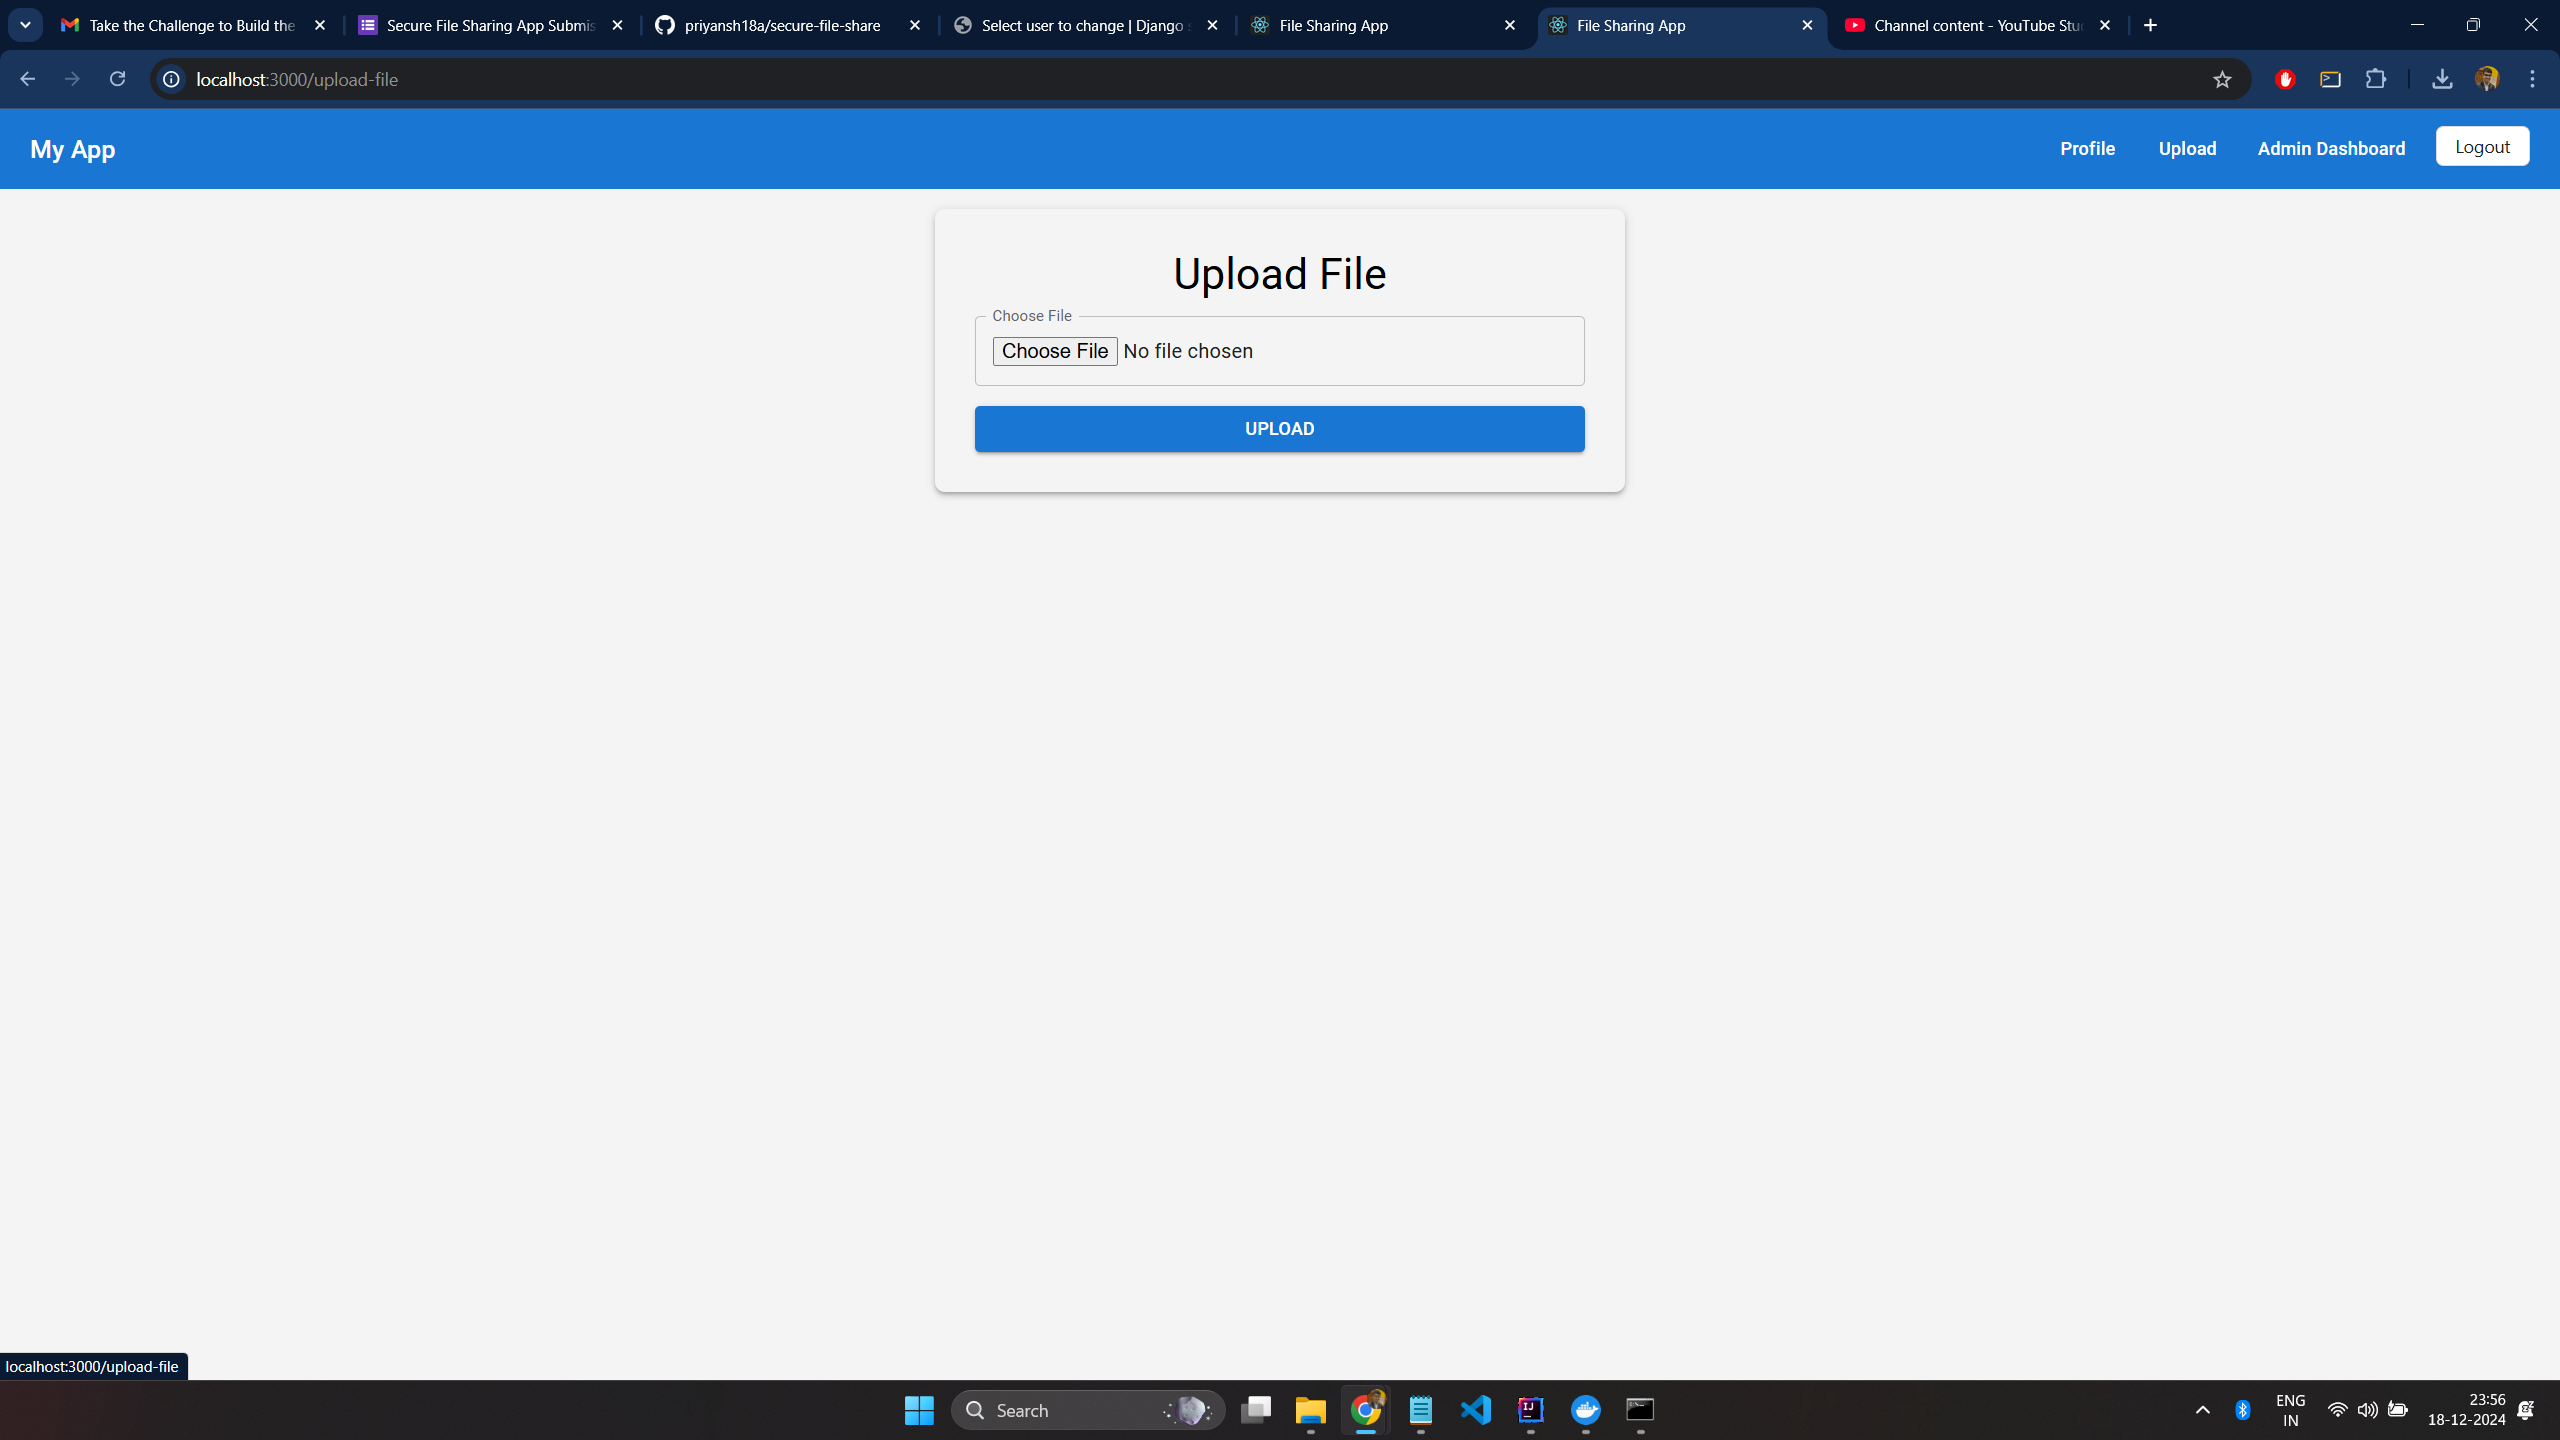 Take the Challenge to Build the
Secure File Sharing App Submis
priyansh18a/secure-file-share
Select user to change | Django s
File Sharing App
File Sharing App
Channel content - YouTube Stu
localhost:3000/upload-file
My App
Profile
Upload
Admin Dashboard
Logout
Upload File
Choose File
Choose File No file chosen
UPLOAD
localhost:3000/upload-file
Search
ENG
IN
23:56
18-12-2024